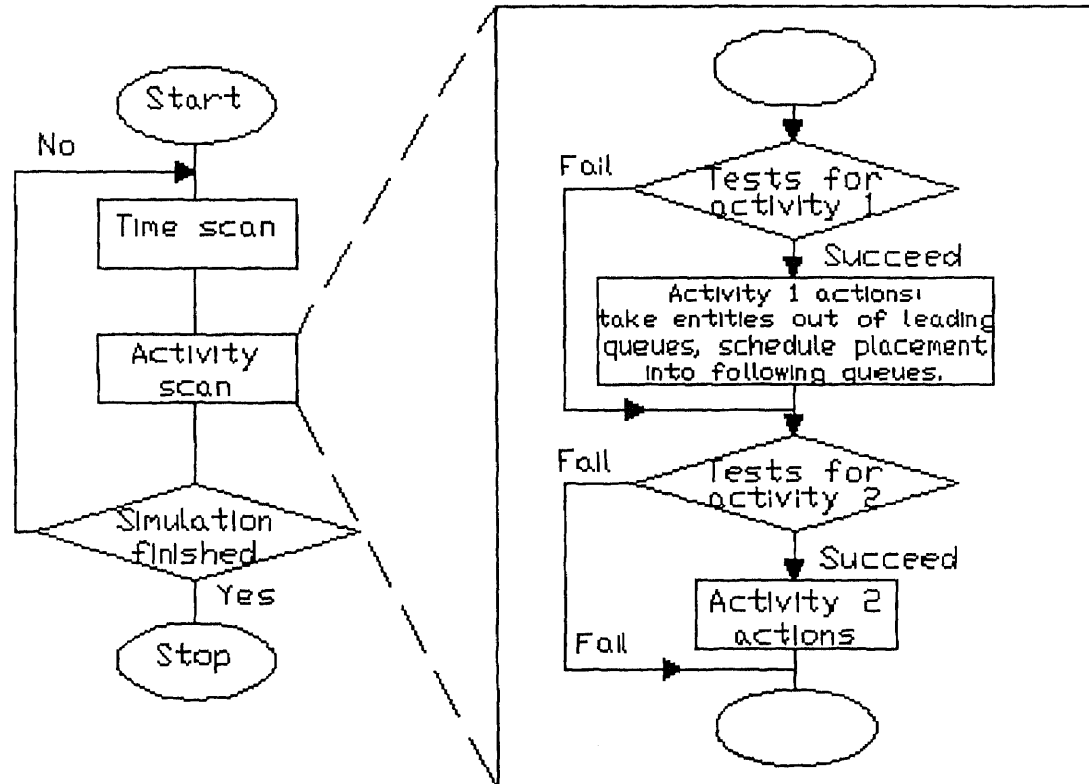 Start
No
Time scan
Activity
scan
Simulation
finished
Yes
Stop
Fail
Tests for
activity 1
Succeed
Activity 1 actions:
take entities out of leading
queues, schedule placement
into following queues.
Fail
Tests for
activity 2
Succeed
Activity 2
actions
Fail